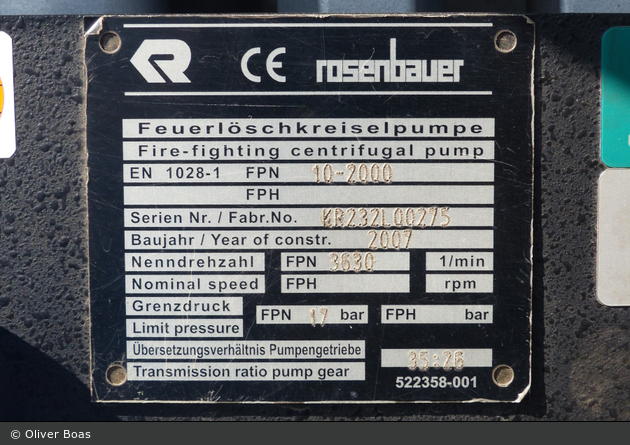 R CE rosenbauer
Feuerlöschkreiselpumpe
Fire-fighting centrifugal pump
EN 1028-1 FPN 10-2000
FPH
Serien Nr. / Fabr.No. KR232L00275
Baujahr / Year of constr. 2007
Nenndrehzahl FPN 3630 1/min
Nominal speed FPH rpm
Grenzdruck
FPN 17 bar FPH bar
Limit pressure
Übersetzungsverhältnis Pumpengetriebe
35:26
Transmission ratio pump gear
522358-001
© Oliver Boas